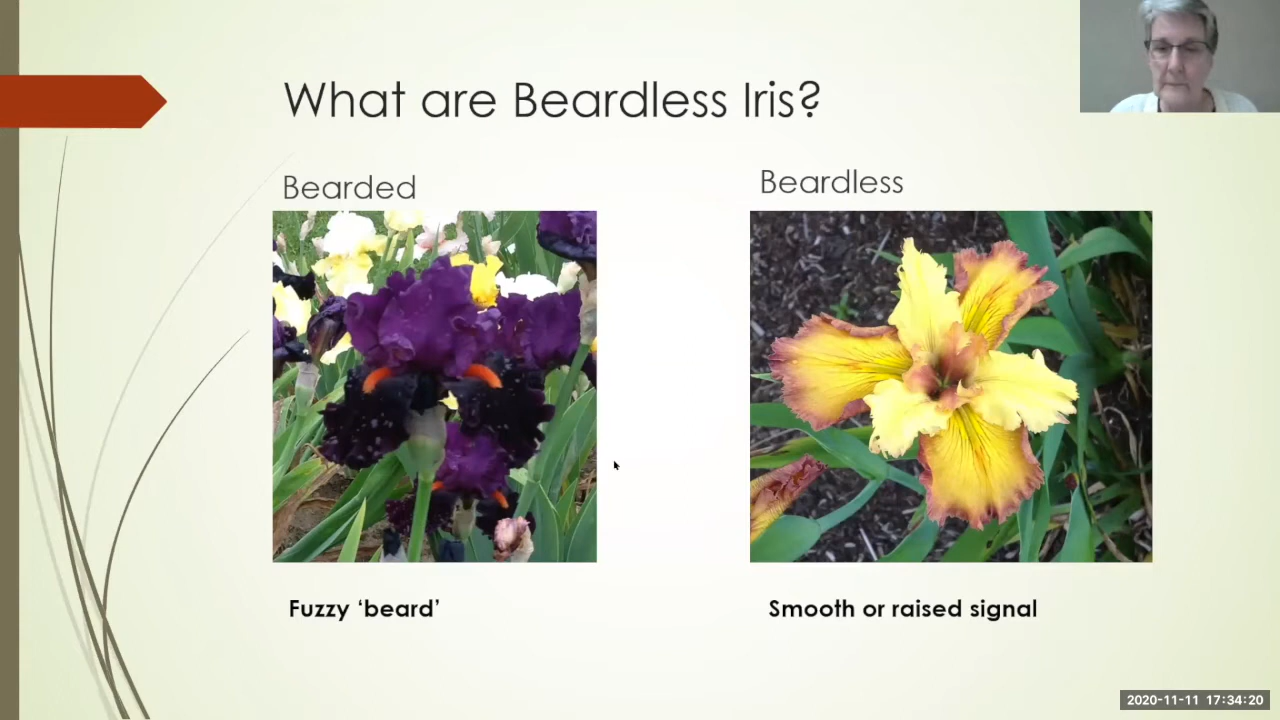 What are Beardless Iris?
Bearded
Beardless
Fuzzy ‘beard’
Smooth or raised signal
2020-11-11 17:34:20